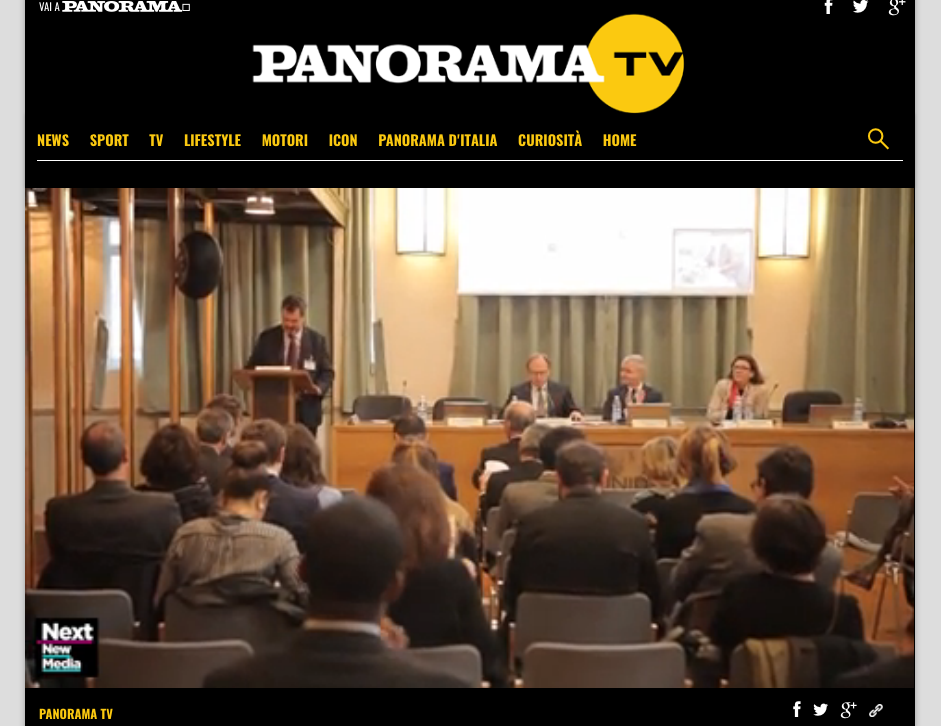 VAI A PANORAMA
PANORAMA TV
NEWS SPORT TV LIFESTYLE MOTORI ICON PANORAMA D'ITALIA CURIOSITÀ HOME
Next
New
Media
PANORAMA TV